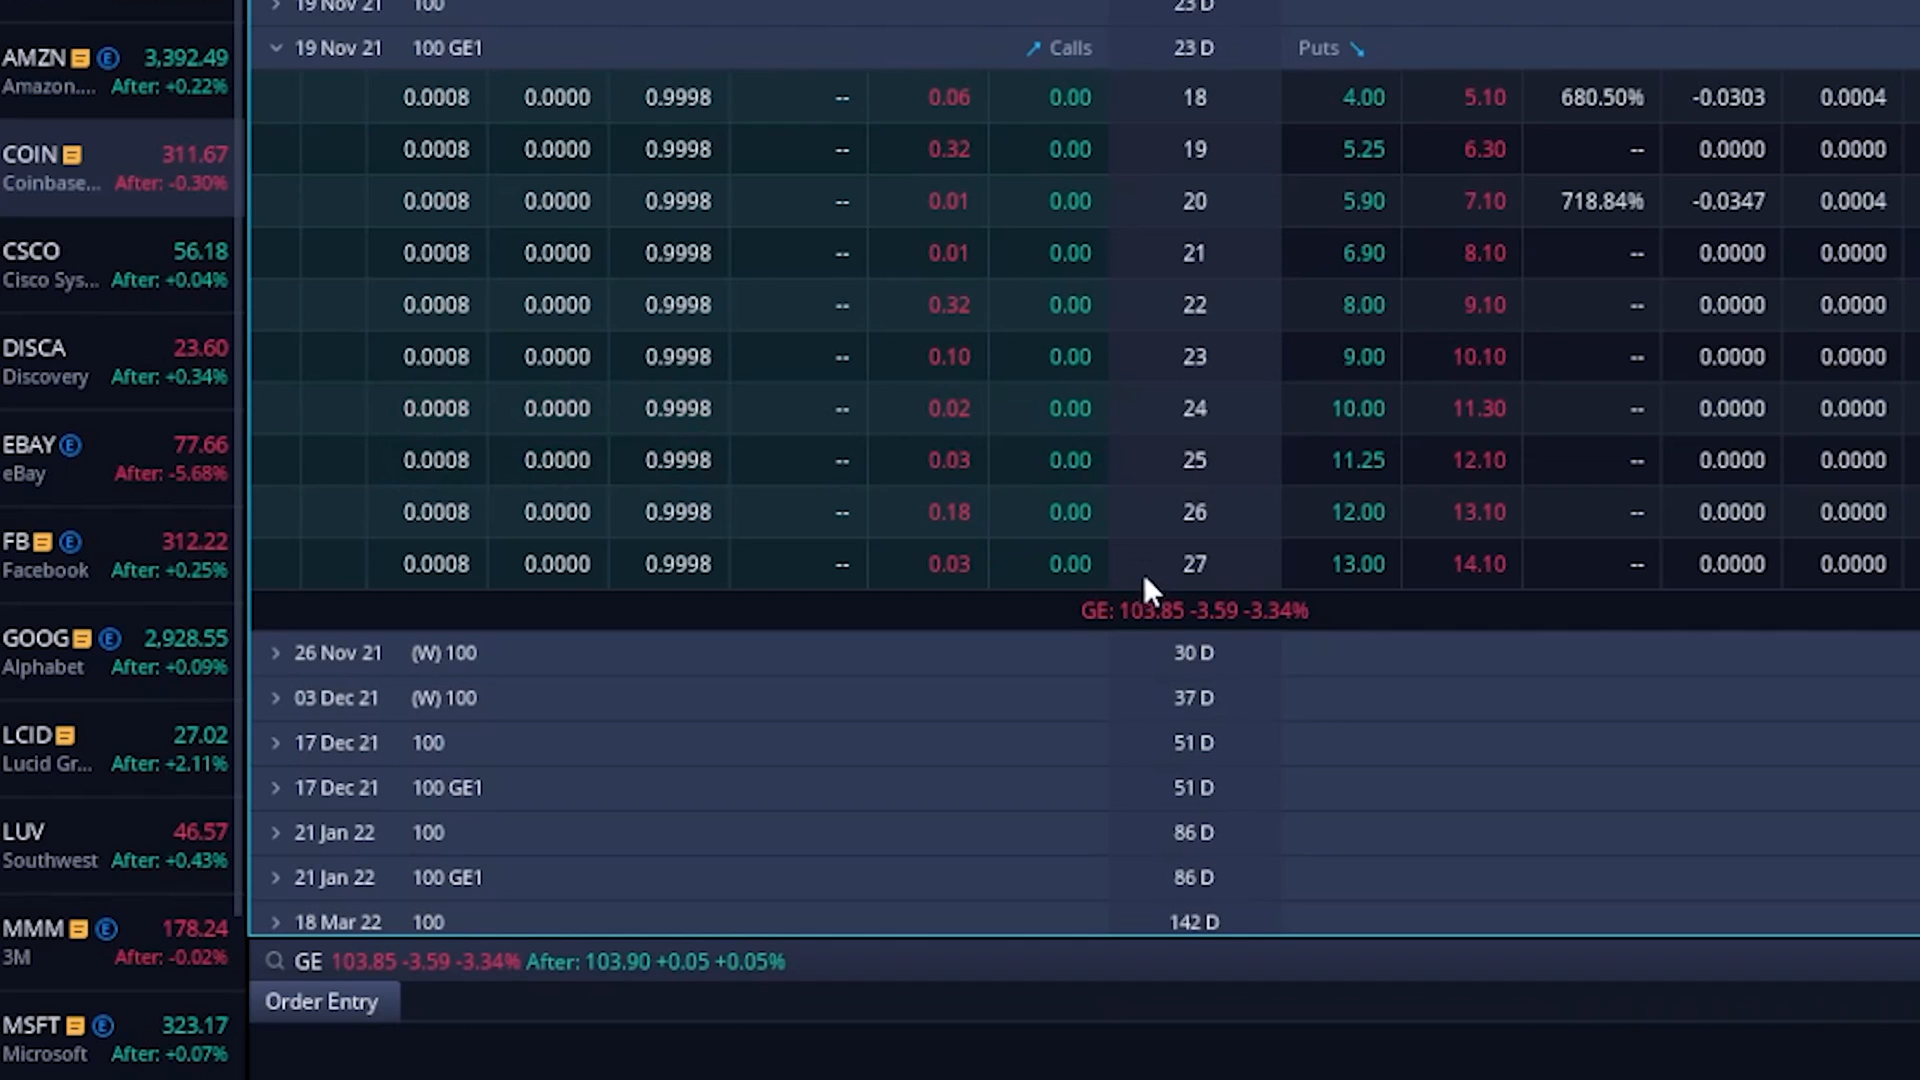 19 Nov 21 100 23 D
19 Nov 21 100 GE1 Calls 23 D Puts
0.0008 0.0000 0.9998 -- 0.06 0.00 18 4.00 5.10 680.50% -0.0303 0.0004
0.0008 0.0000 0.9998 -- 0.32 0.00 19 5.25 6.30 -- 0.0000 0.0000
0.0008 0.0000 0.9998 -- 0.01 0.00 20 5.90 7.10 718.84% -0.0347 0.0004
0.0008 0.0000 0.9998 -- 0.01 0.00 21 6.90 8.10 -- 0.0000 0.0000
0.0008 0.0000 0.9998 -- 0.32 0.00 22 8.00 9.10 -- 0.0000 0.0000
0.0008 0.0000 0.9998 -- 0.10 0.00 23 9.00 10.10 -- 0.0000 0.0000
0.0008 0.0000 0.9998 -- 0.02 0.00 24 10.00 11.30 -- 0.0000 0.0000
0.0008 0.0000 0.9998 -- 0.03 0.00 25 11.25 12.10 -- 0.0000 0.0000
0.0008 0.0000 0.9998 -- 0.18 0.00 26 12.00 13.10 -- 0.0000 0.0000
0.0008 0.0000 0.9998 -- 0.03 0.00 27 13.00 14.10 -- 0.0000 0.0000
GE: 103.85 -3.59 -3.34%
26 Nov 21 (W) 100 30 D
03 Dec 21 (W) 100 37 D
17 Dec 21 100 51 D
17 Dec 21 100 GE1 51 D
21 Jan 22 100 86 D
21 Jan 22 100 GE1 86 D
18 Mar 22 100 142 D
GE 103.85 -3.59 -3.34% After: 103.90 +0.05 +0.05%
Order Entry
AMZN E 3,392.49
Amazon.... After: +0.22%
COIN 311.67
Coinbase... After: -0.30%
CSCO 56.18
Cisco Sys... After: +0.04%
DISCA 23.60
Discovery After: +0.34%
EBAY E 77.66
eBay After: -5.68%
FB E 312.22
Facebook After: +0.25%
GOOG E 2,928.55
Alphabet After: +0.09%
LCID 27.02
Lucid Gr... After: +2.11%
LUV 46.57
Southwest After: +0.43%
MMM E 178.24
3M After: -0.02%
MSFT E 323.17
Microsoft After: +0.07%